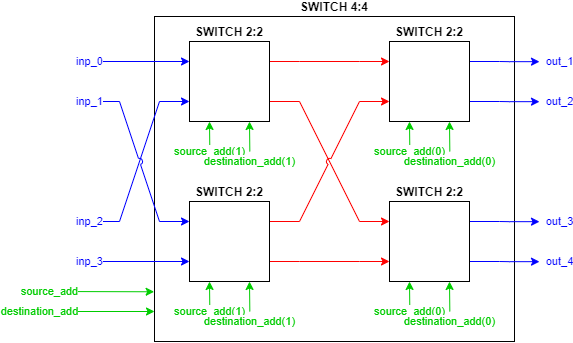 SWITCH 4:4
SWITCH 2:2
SWITCH 2:2
inp_0
out_1
inp_1
out_2
source_add(1)
destination_add(1)
source_add(0)
destination_add(0)
SWITCH 2:2
SWITCH 2:2
inp_2
out_3
inp_3
out_4
source_add
destination_add
source_add(1)
destination_add(1)
source_add(0)
destination_add(0)